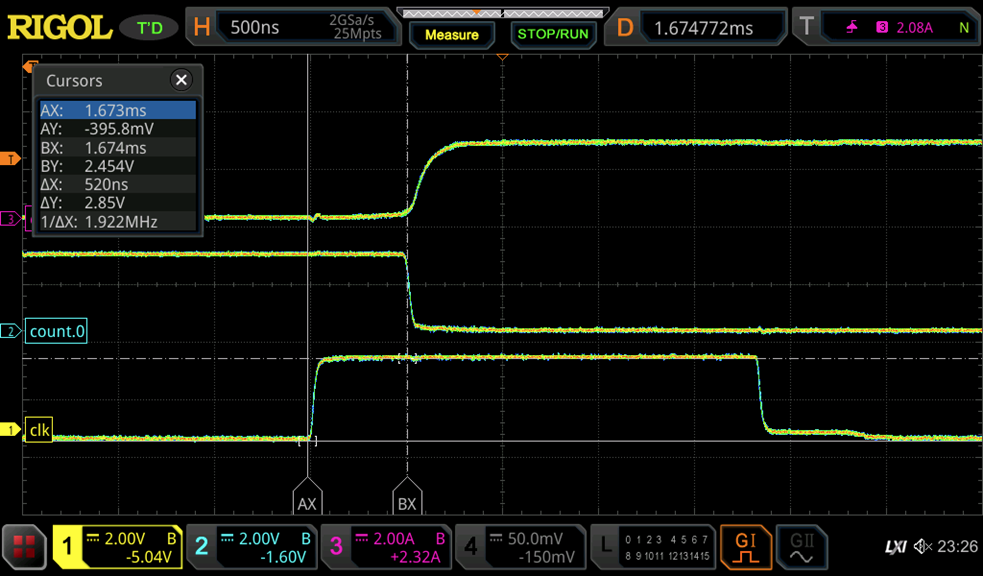 RIGOL T'D H 500ns 2GSa/s 25Mpts Measure STOP/RUN D 1.674772ms T 3 2.08A N
Cursors
AX: 1.673ms
AY: -395.8mV
BX: 1.674ms
BY: 2.454V
ΔX: 520ns
ΔY: 2.85V
1/ΔX: 1.922MHz
T
3
2 count.0
1 clk
AX BX
1 2.00V B -5.04V 2 2.00V B -1.60V 3 2.00A B +2.32A 4 50.0mV -150mV L 0 1 2 3 4 5 6 7 8 9 10 11 12 13 14 15 GI GII LXI 23:26